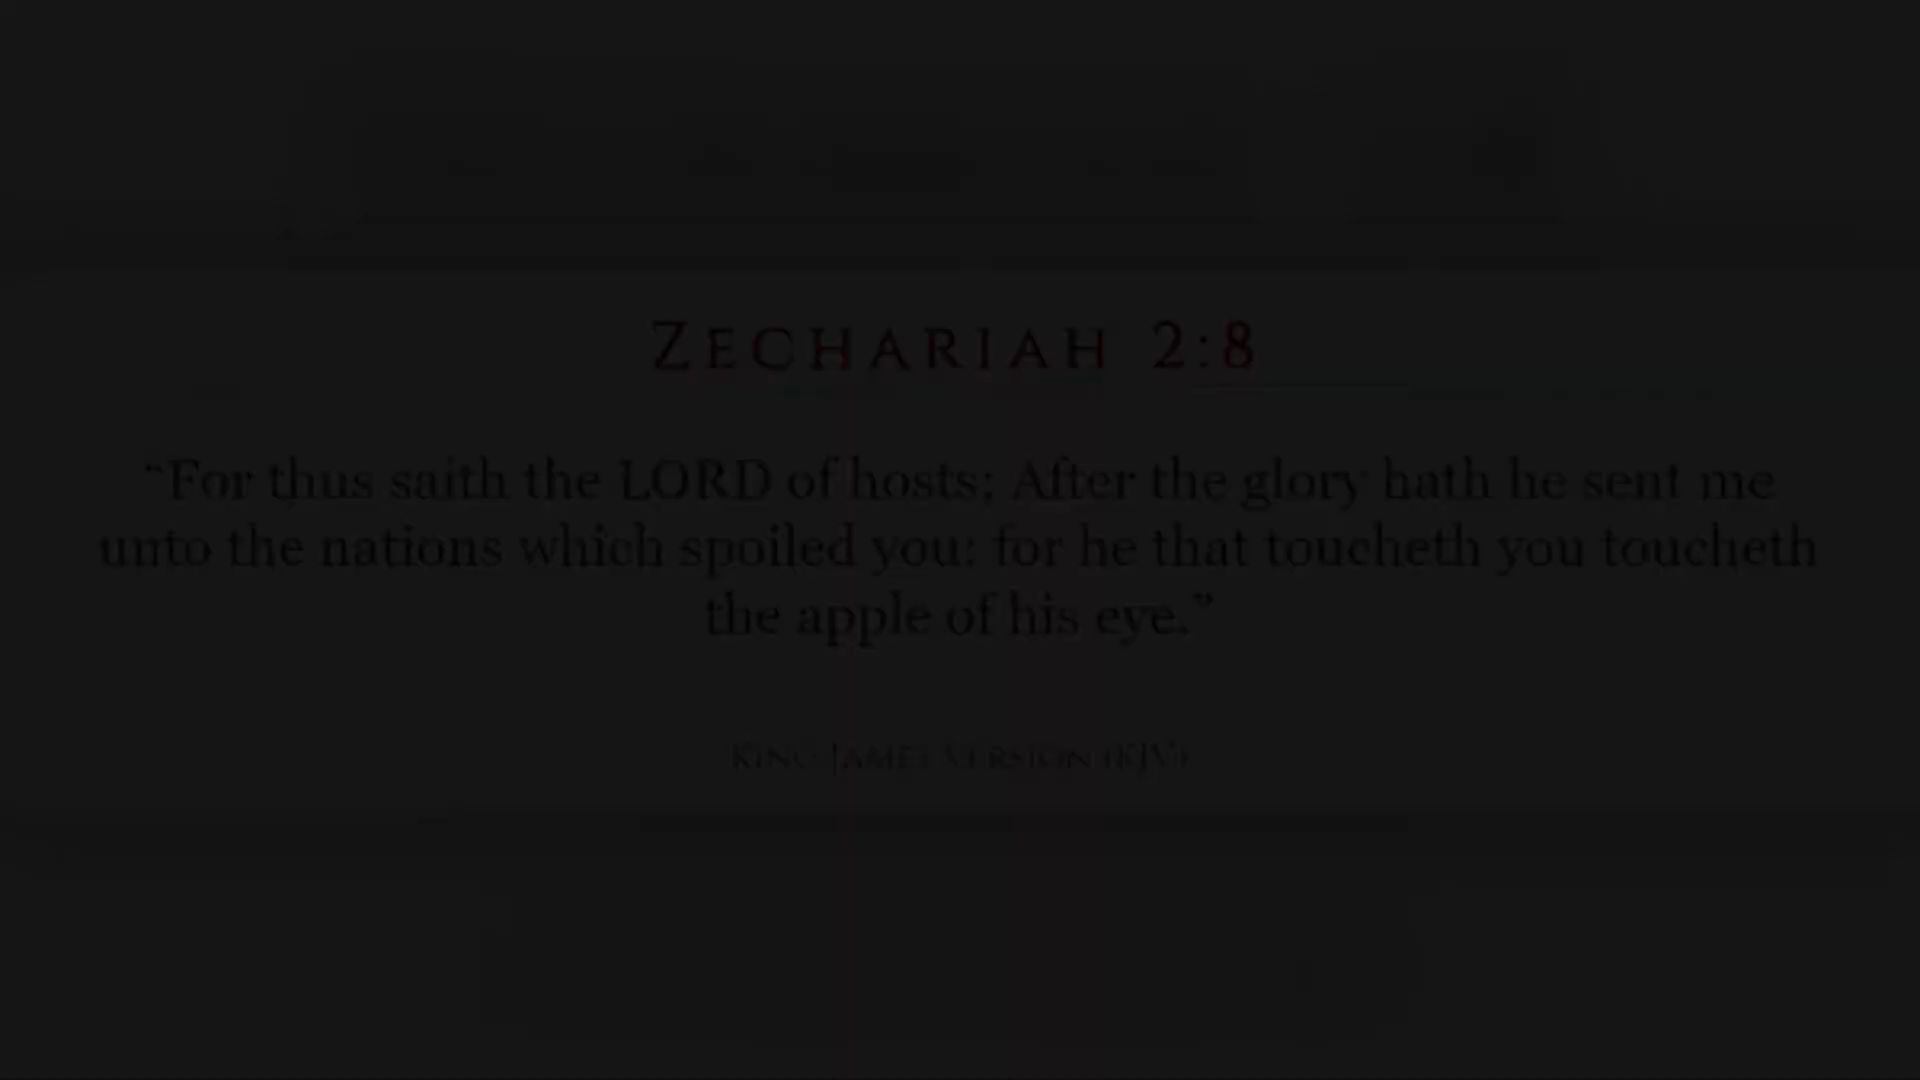 ZECHARIAH 2:8
“For thus saith the LORD of hosts; After the glory hath he sent me
unto the nations which spoiled you: for he that toucheth you toucheth
the apple of his eye.”
KING JAMES VERSION (KJV)